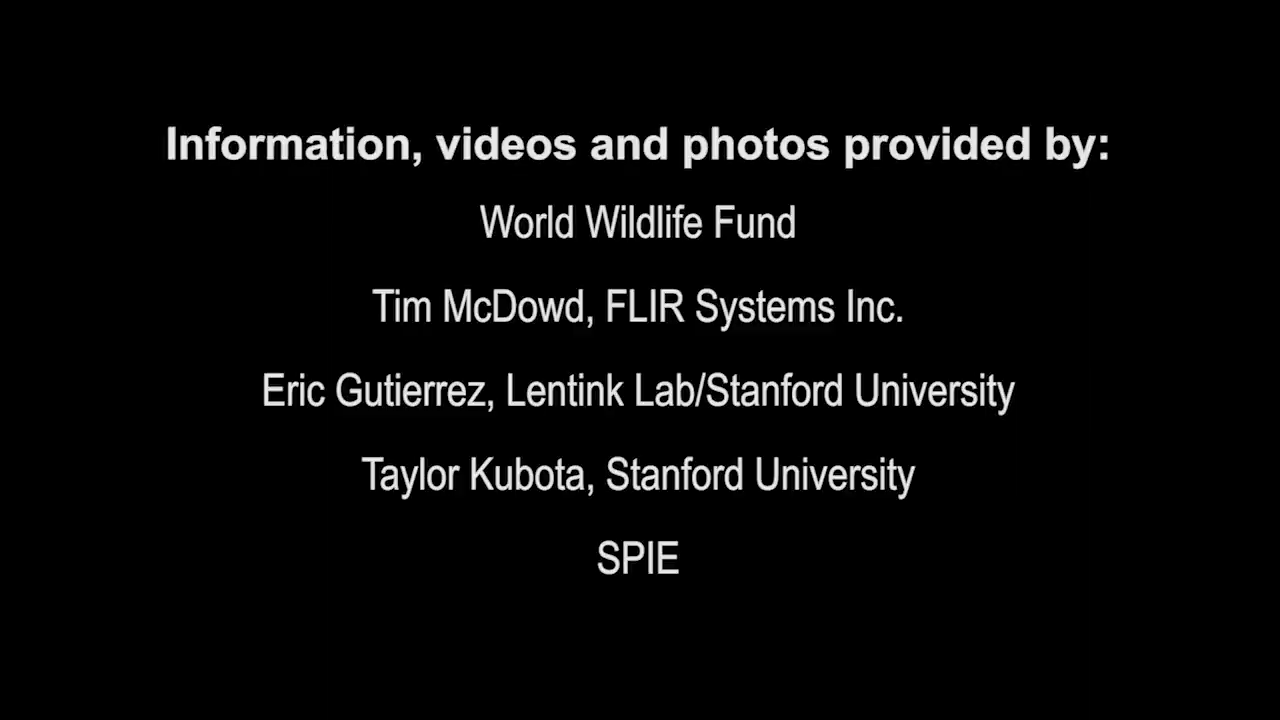 Information, videos and photos provided by:
World Wildlife Fund
Tim McDowd, FLIR Systems Inc.
Eric Gutierrez, Lentink Lab/Stanford University
Taylor Kubota, Stanford University
SPIE